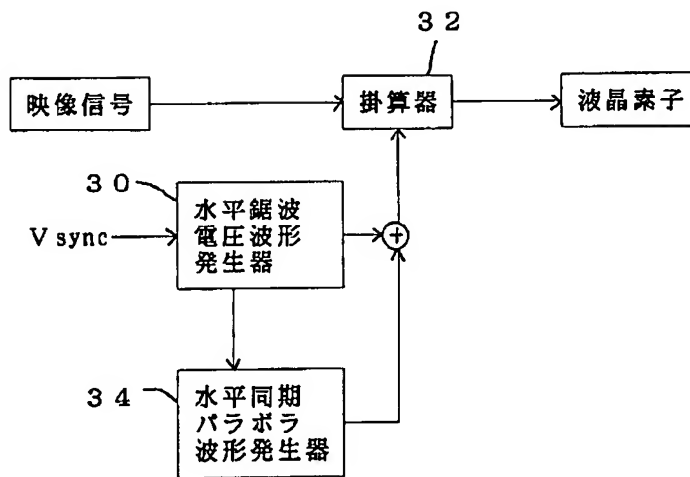 ３２
映像信号
掛算器
液晶素子
３０
水平鋸波
電圧波形
発生器
Ｖsync
+
３４
水平同期
パラボラ
波形発生器